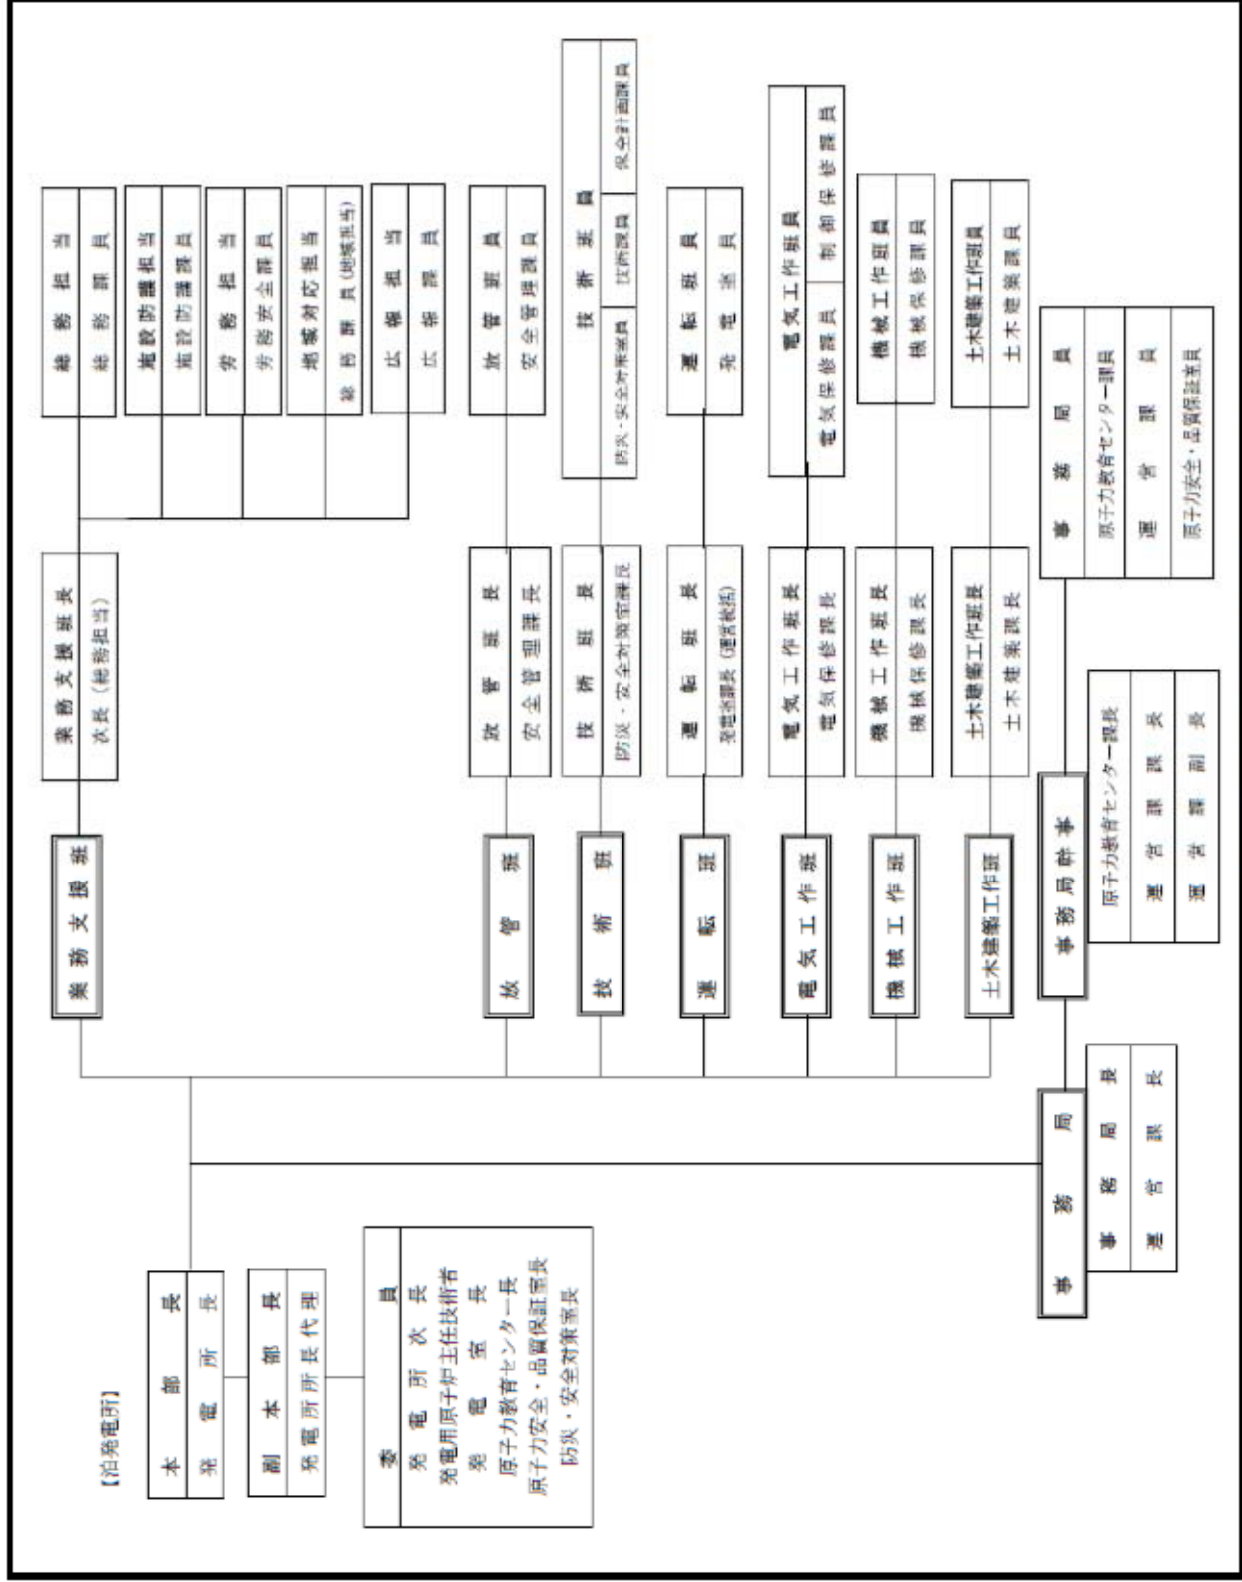 【泊発電所】
本部長
発電所長
副本部長
発電所所長代理
委員
発電所次長
発電用原子炉主任技術者
発電室長
原子力教育センター長
原子力安全・品質保証室長
防災・安全対策室長
業務支援班
業務支援班長
次長（総務担当）
総務担当
総務課員
施設防護担当
施設防護課員
労務担当
労務安全課員
地域対応担当
総務課員(地域担当)
広報担当
広報課員
放管班
放管班長
安全管理課長
放管班員
安全管理課員
技術班
技術班長
防災・安全対策室課長
技術班員
防災・安全対策室員
技術課員
保全計画課員
運転班
運転班長
発電室課長（運営統括）
運転班員
発電室員
電気工作班
電気工作班長
電気保修課長
電気工作班員
電気保修課員
制御保修課員
機械工作班
機械工作班長
機械保修課長
機械工作班員
機械保修課員
土木建築工作班
土木建築工作班長
土木建築課長
土木建築工作班員
土木建築課員
事務局
事務局長
運営課長
事務局幹事
原子力教育センター課長
運営課課長
運営課副長
事務局員
原子力教育センター課員
運営課員
原子力安全・品質保証室員